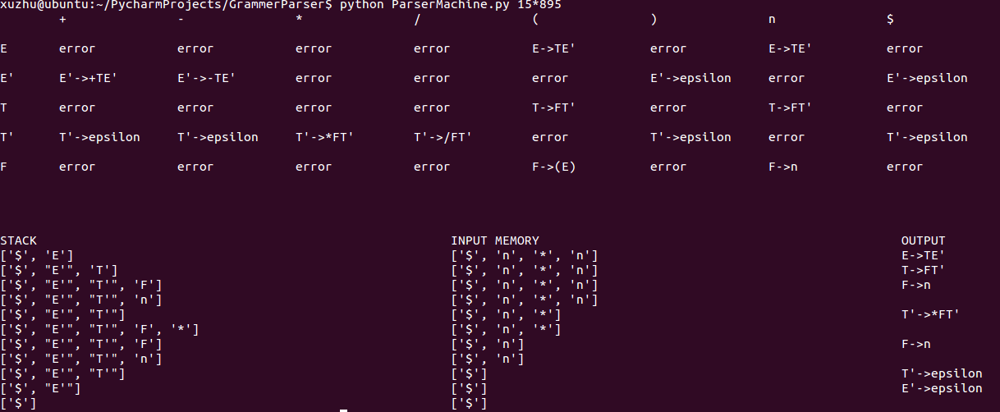 xuzhu@ubuntu:~/PycharmProjects/GrammerParser$ python ParserMachine.py 15*895
+ - * / ( ) n $
E error error error error E->TE' error E->TE' error
E' E'->+TE' E'->-TE' error error error E'->epsilon error E'->epsilon
T error error error error T->FT' error T->FT' error
T' T'->epsilon T'->epsilon T'->*FT' T'->/FT' error T'->epsilon error T'->epsilon
F error error error error F->(E) error F->n error
STACK INPUT MEMORY OUTPUT
['$', 'E'] ['$', 'n', '*', 'n'] E->TE'
['$', "E'", 'T'] ['$', 'n', '*', 'n'] T->FT'
['$', "E'", "T'", 'F'] ['$', 'n', '*', 'n'] F->n
['$', "E'", "T'", 'n'] ['$', 'n', '*', 'n']
['$', "E'", "T'"] ['$', 'n', '*'] T'->*FT'
['$', "E'", "T'", 'F', '*'] ['$', 'n', '*']
['$', "E'", "T'", 'F'] ['$', 'n'] F->n
['$', "E'", "T'", 'n'] ['$', 'n']
['$', "E'", "T'"] ['$'] T'->epsilon
['$', "E'"] ['$'] E'->epsilon
['$'] ['$']